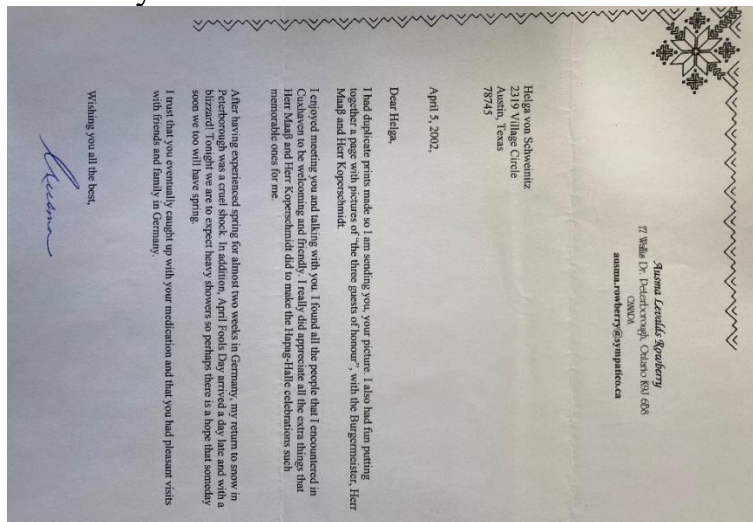 Ausma Levalds Rowberry
17 Wallis Dr. Peterborough, Ontario K9J 6B8
CANADA
ausma.rowberry@sympatico.ca
Helga von Schweinitz
2319 Village Circle
Austin, Texas
78745
April 5, 2002,
Dear Helga,
I had duplicate prints made so I am sending you, your picture. I also had fun putting
together a page with pictures of "the three guests of honour", with the Burgermeister, Herr
Maaß and Herr Koperschmidt.
I enjoyed meeting you and talking with you. I found all the people that I encountered in
Cuxhaven to be welcoming and friendly. I really did appreciate all the extra things that
Herr Maaß and Herr Koperschmidt did to make the Hapag-Halle celebrations such
memorable ones for me.
After having experienced spring for almost two weeks in Germany, my return to snow in
Peterborough was a cruel shock. In addition, April Fools Day arrived a day late and with a
blizzard! Tonight we are to expect heavy showers so perhaps there is a hope that someday
soon we too will have spring.
I trust that you eventually caught up with your medication and that you had pleasant visits
with friends and family in Germany.
Wishing you all the best,
Ausma